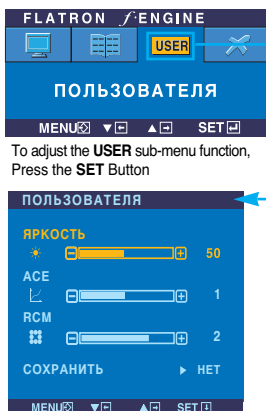 FLATRON F·ENGINE
USER
ПОЛЬЗОВАТЕЛЯ
MENU ▼ ▲ SET
To adjust the USER sub-menu function,
Press the SET Button
ПОЛЬЗОВАТЕЛЯ
ЯРКОСТЬ
50
ACE
1
RCM
2
СОХРАНИТЬ ▶ НЕТ
MENU ▼ ▲ SET